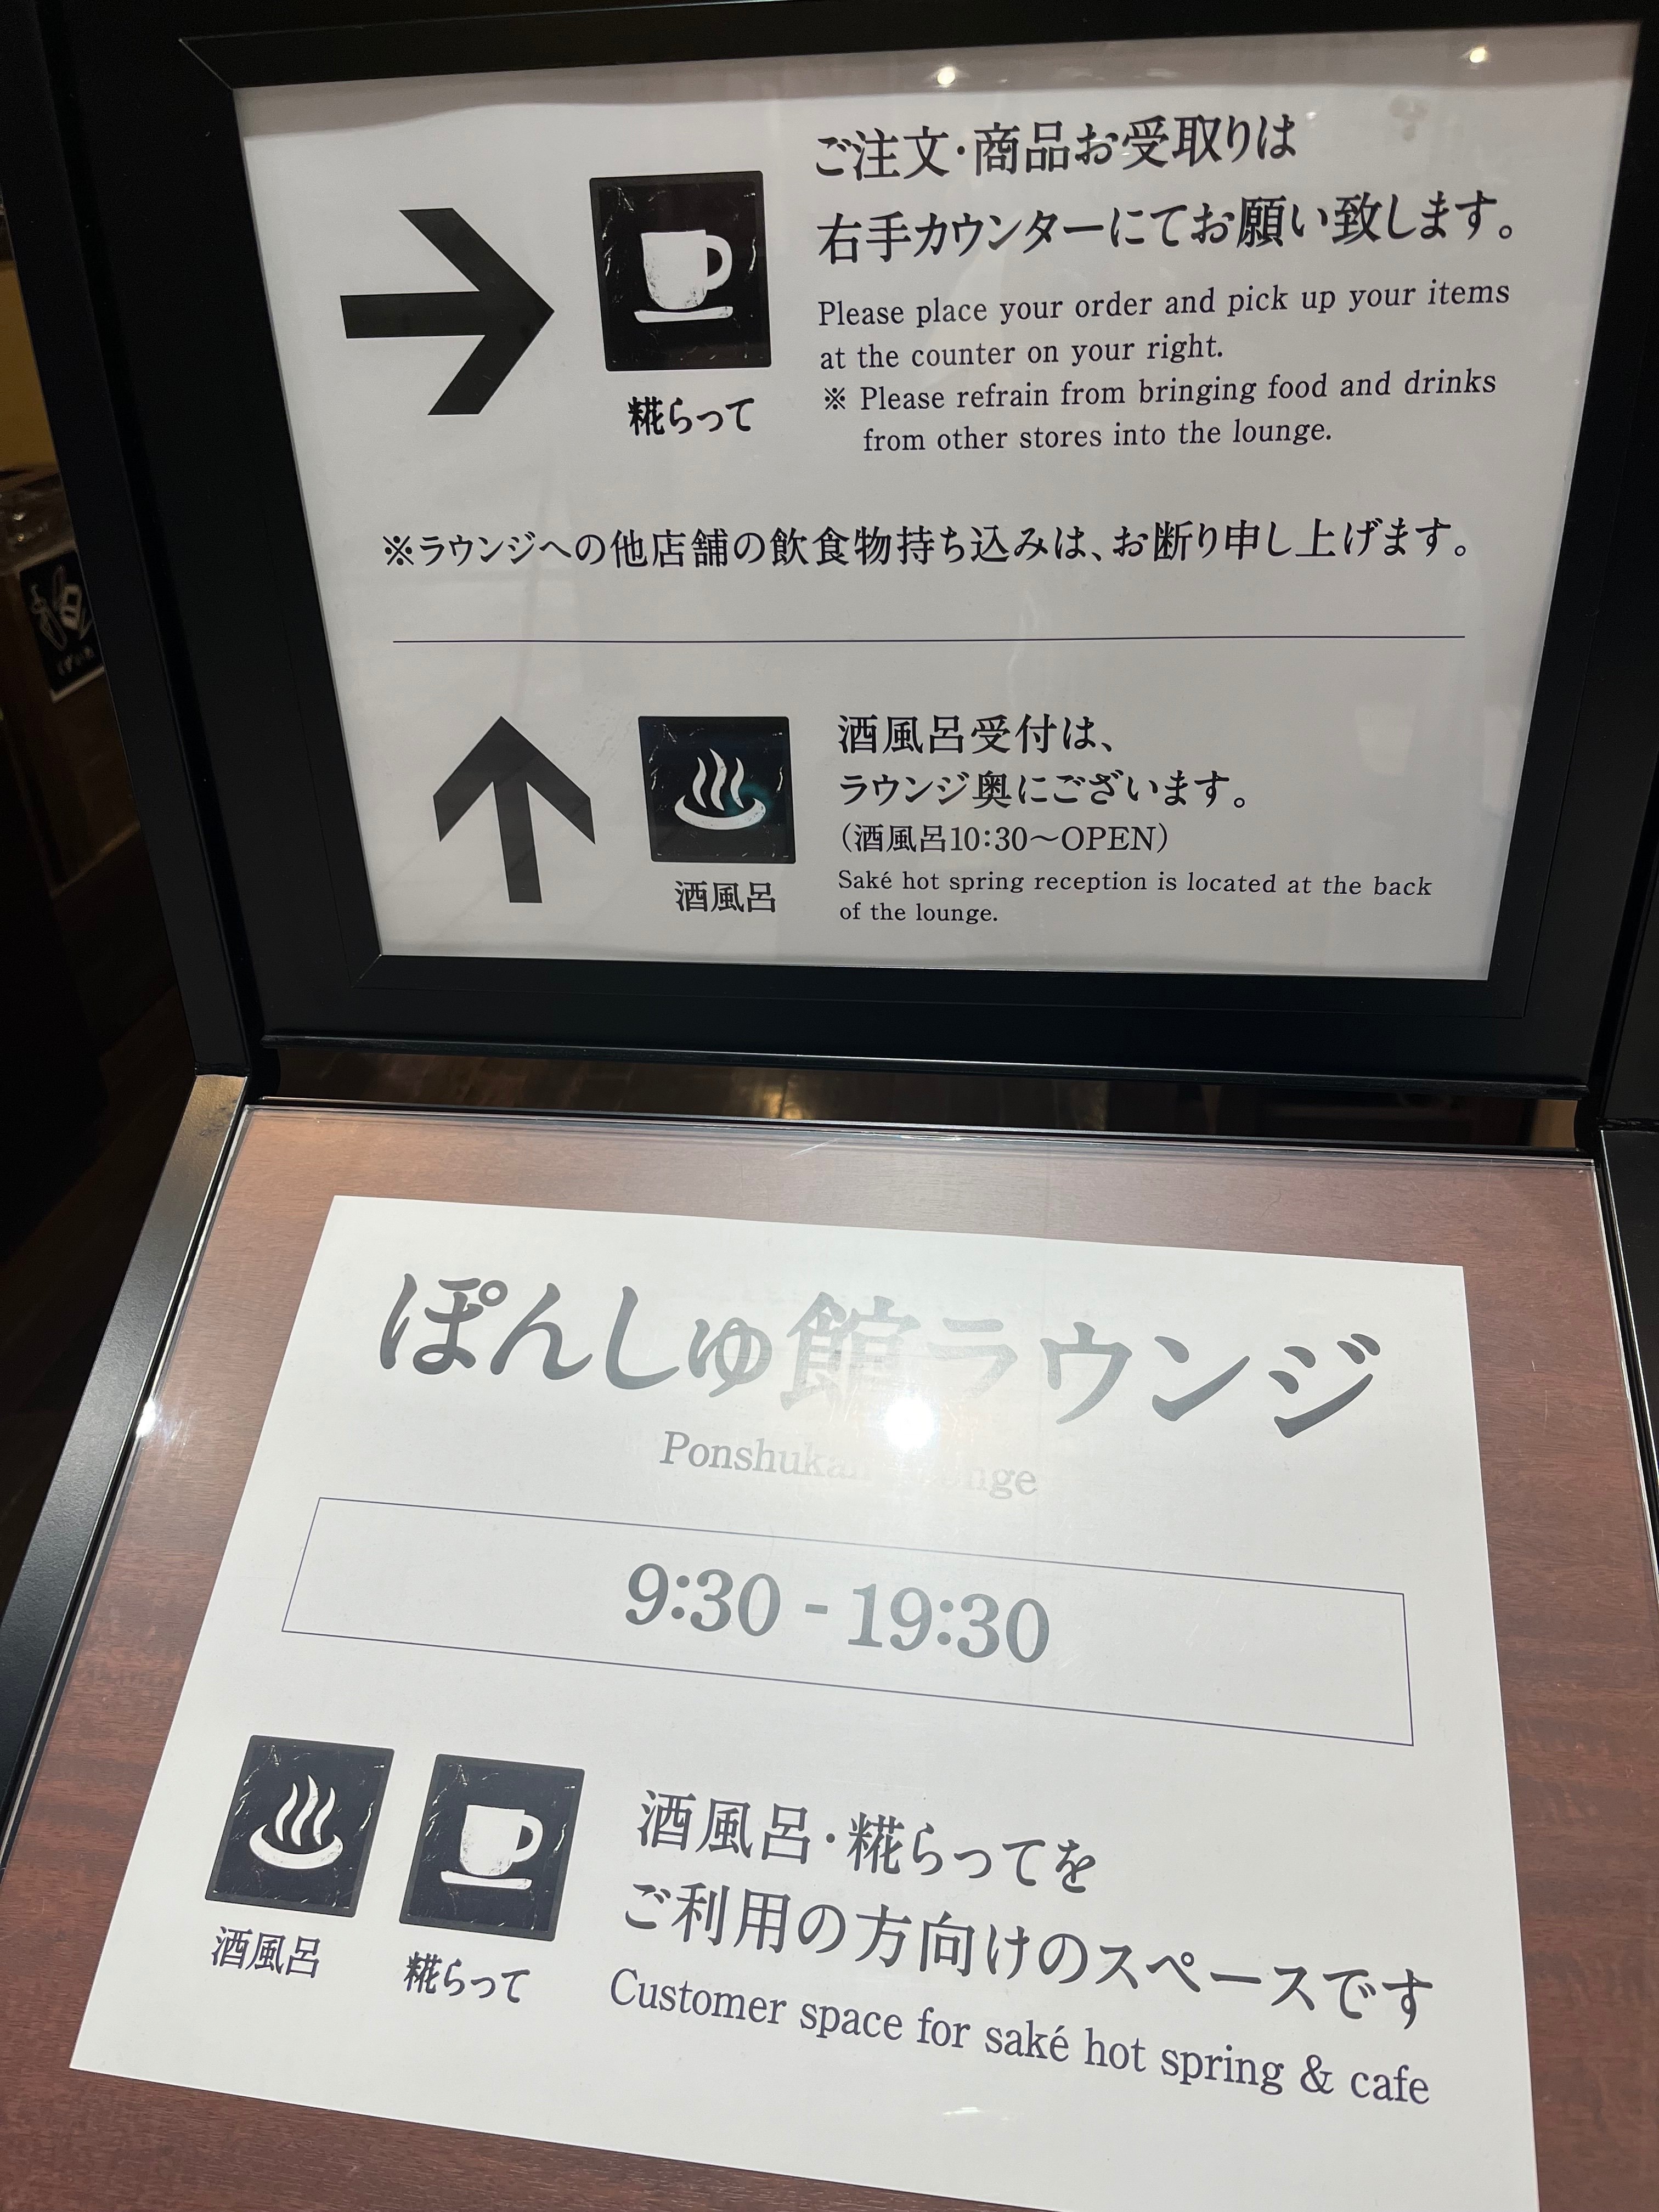 ご注文・商品お受取りは
右手カウンターにてお願い致します。
Please place your order and pick up your items
at the counter on your right.
※ Please refrain from bringing food and drinks
from other stores into the lounge.
糀らって
※ラウンジへの他店舗の飲食物持ち込みは、お断り申し上げます。
酒風呂受付は、
ラウンジ奥にございます。
（酒風呂10:30〜OPEN）
Saké hot spring reception is located at the back
of the lounge.
酒風呂
ぽんしゅ館ラウンジ
9:30 - 19:30
酒風呂・糀らってを
ご利用の方向けのスペースです
Customer space for saké hot spring & cafe
酒風呂
糀らって